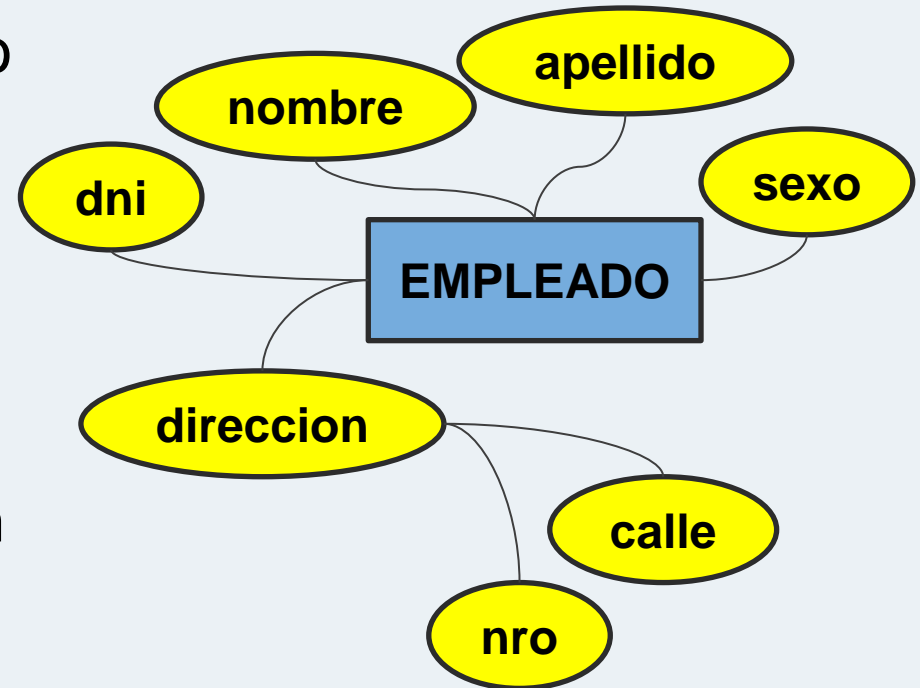 apellido
nombre
sexo
dni
EMPLEADO
direccion
calle
nro